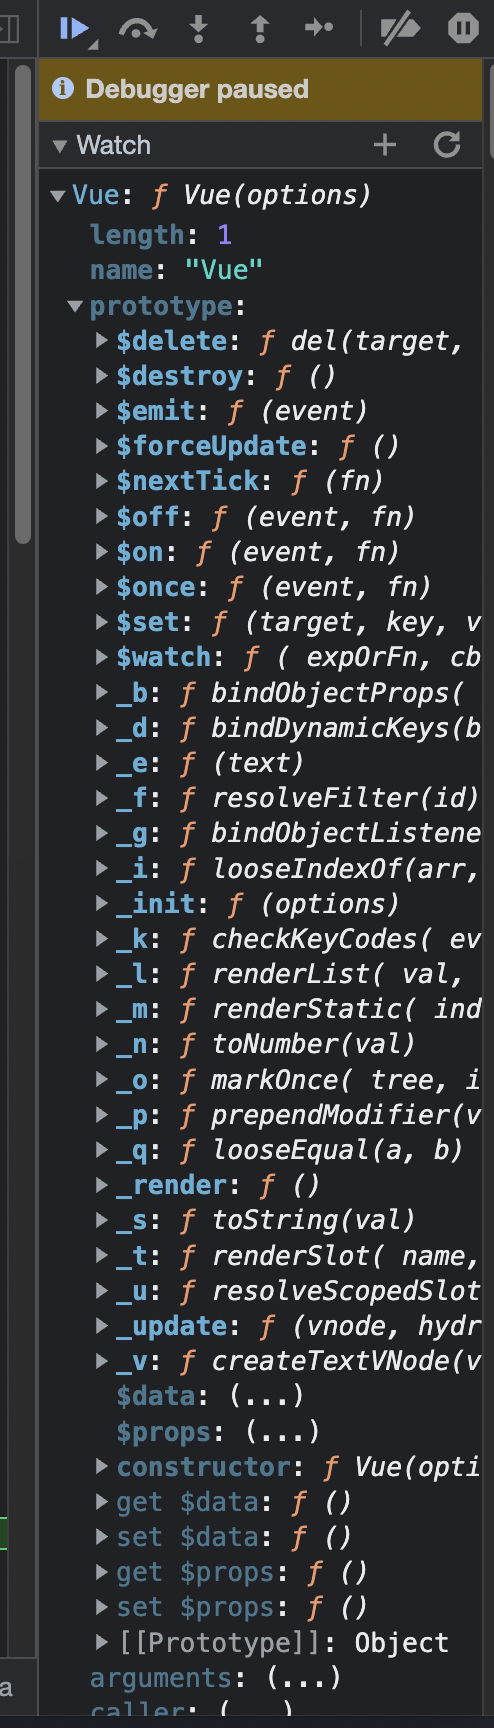 Debugger paused
Watch
Vue: ƒ Vue(options)
length: 1
name: "Vue"
prototype:
$delete: ƒ del(target,
$destroy: ƒ ()
$emit: ƒ (event)
$forceUpdate: ƒ ()
$nextTick: ƒ (fn)
$off: ƒ (event, fn)
$on: ƒ (event, fn)
$once: ƒ (event, fn)
$set: ƒ (target, key, v
$watch: ƒ ( expOrFn, cb
_b: ƒ bindObjectProps(
_d: ƒ bindDynamicKeys(b
_e: ƒ (text)
_f: ƒ resolveFilter(id)
_g: ƒ bindObjectListene
_i: ƒ looseIndexOf(arr,
_init: ƒ (options)
_k: ƒ checkKeyCodes( ev
_l: ƒ renderList( val,
_m: ƒ renderStatic( ind
_n: ƒ toNumber(val)
_o: ƒ markOnce( tree, i
_p: ƒ prependModifier(v
_q: ƒ looseEqual(a, b)
_render: ƒ ()
_s: ƒ toString(val)
_t: ƒ renderSlot( name,
_u: ƒ resolveScopedSlot
_update: ƒ (vnode, hydr
_v: ƒ createTextVNode(v
$data: (...)
$props: (...)
constructor: ƒ Vue(opti
get $data: ƒ ()
set $data: ƒ ()
get $props: ƒ ()
set $props: ƒ ()
[[Prototype]]: Object
a
arguments: (...)
caller: (...)